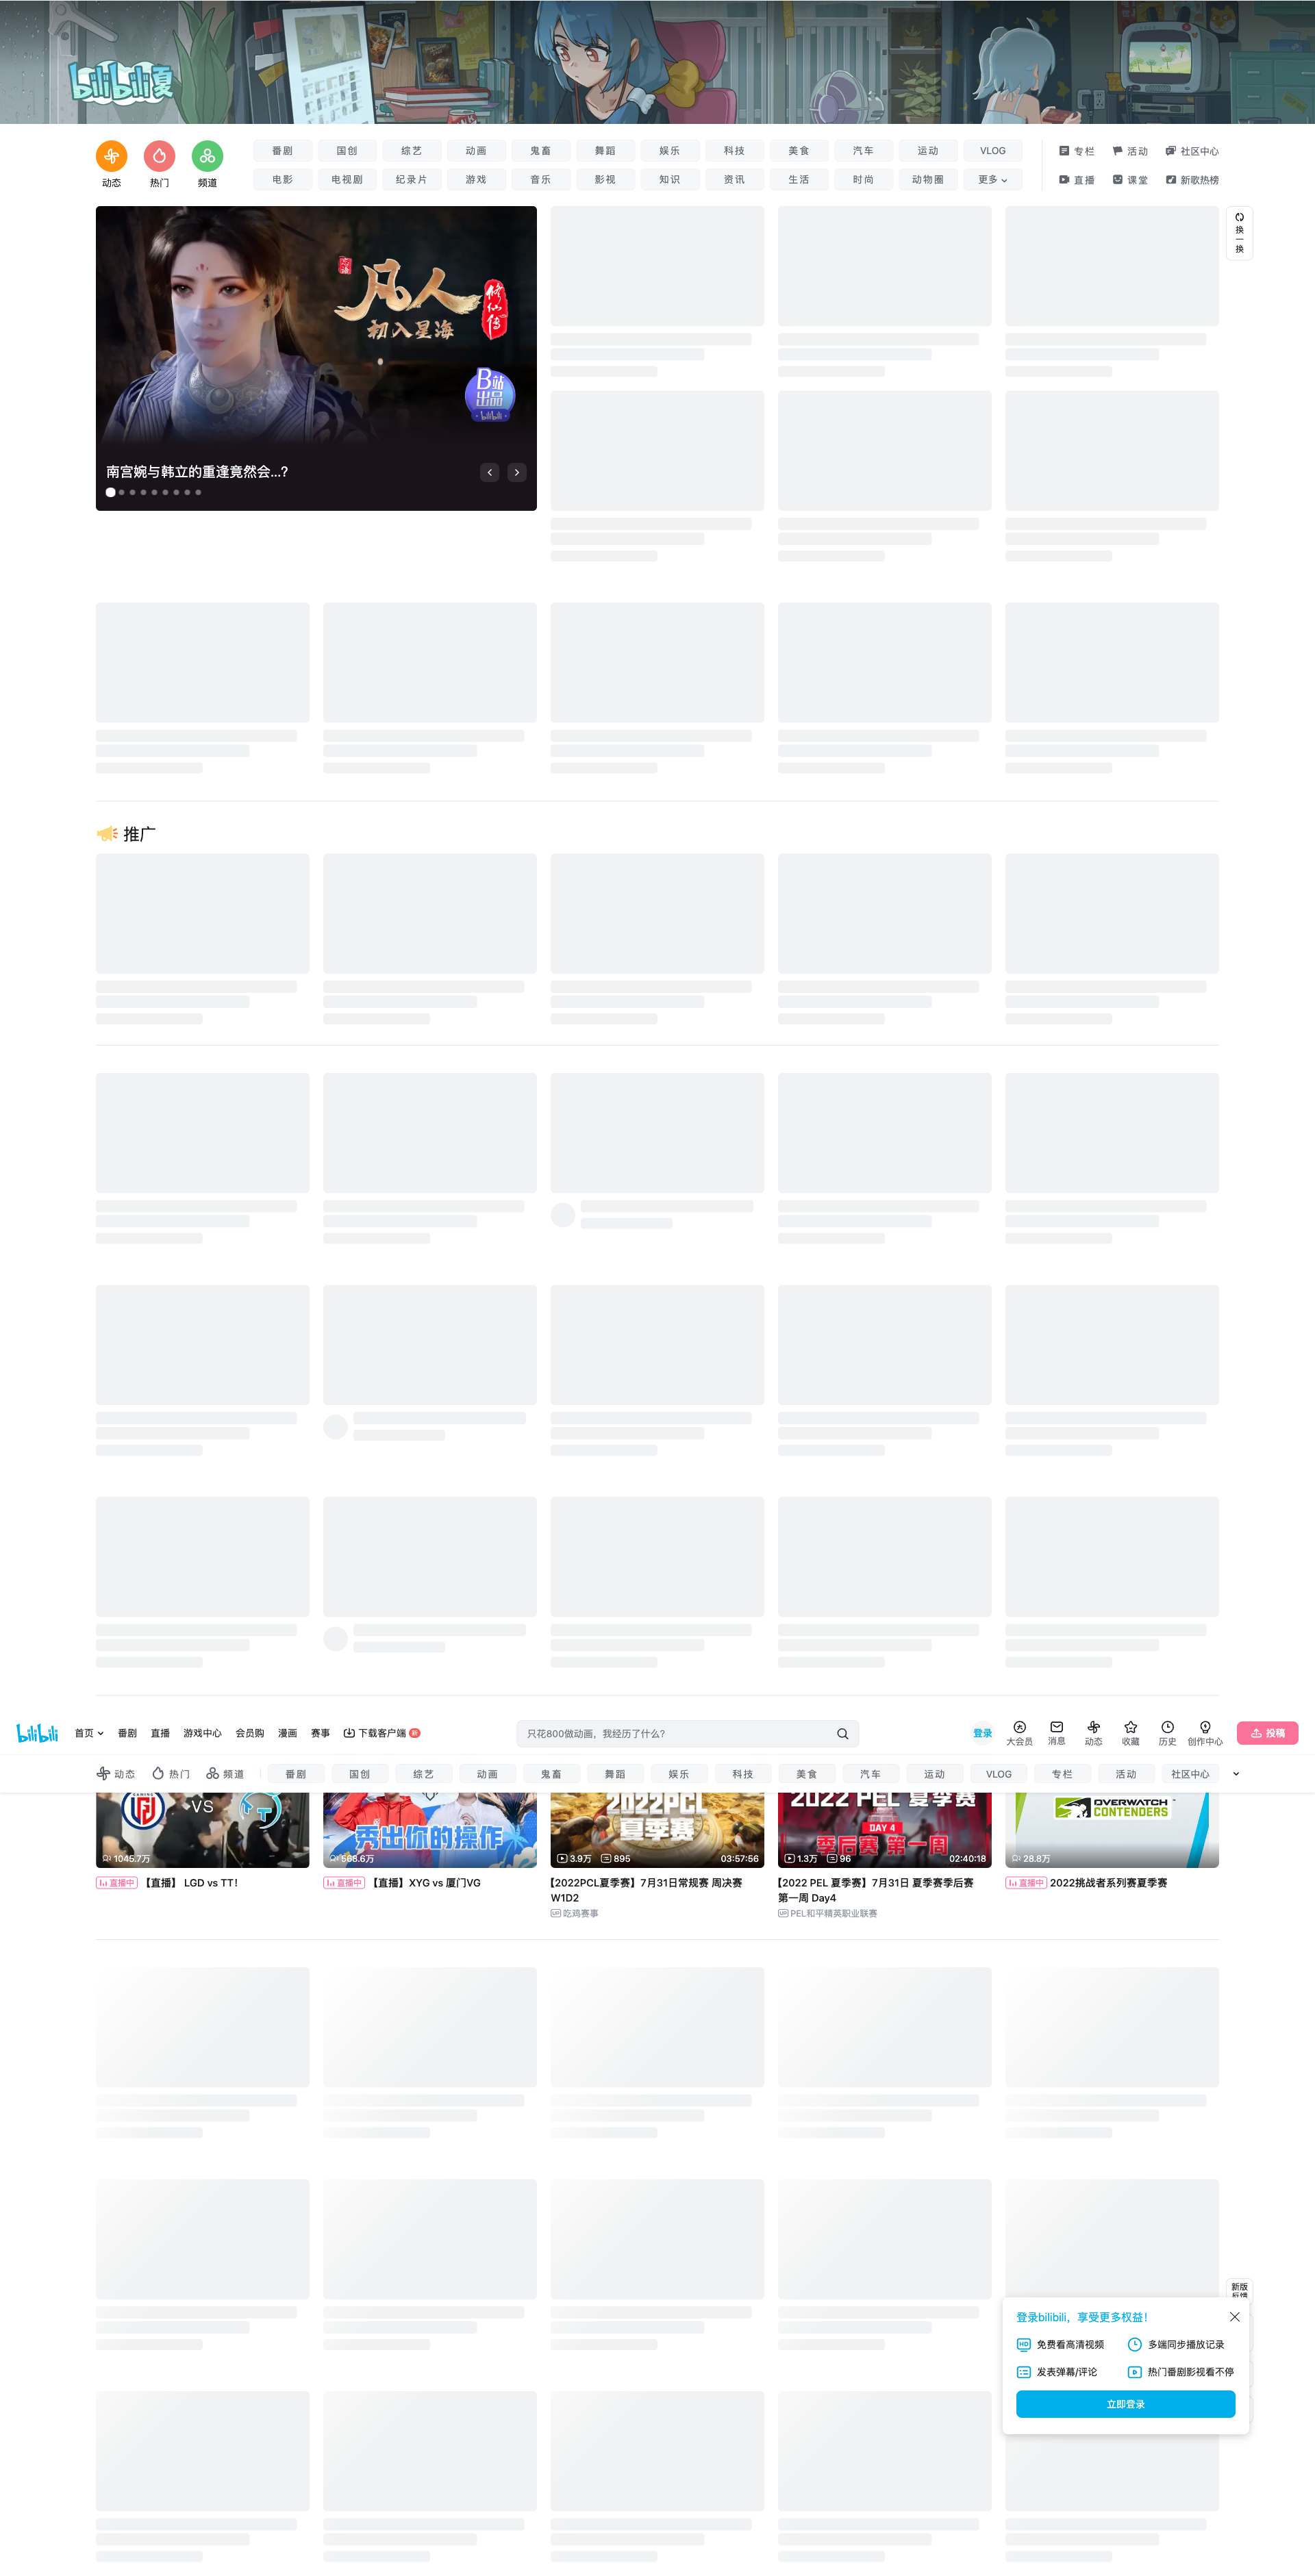 bilibili夏
动态
热门
频道
番剧 国创 综艺 动画 鬼畜 舞蹈 娱乐 科技 美食 汽车 运动 VLOG
电影 电视剧 纪录片 游戏 音乐 影视 知识 资讯 生活 时尚 动物圈 更多
专栏 活动 社区中心
直播 课堂 新歌热榜
换一换
凡人
修仙传
初入星海
B站
出品
bilibili
南宫婉与韩立的重逢竟然会...?
推广
bilibili
首页 番剧 直播 游戏中心 会员购 漫画 赛事 下载客户端 新
只花800做动画，我经历了什么?
登录 大会员 消息 动态 收藏 历史 创作中心 投稿
动态 热门 频道 番剧 国创 综艺 动画 鬼畜 舞蹈 娱乐 科技 美食 汽车 运动 VLOG 专栏 活动 社区中心
VS
1045.7万
直播中 【直播】 LGD vs TT!
秀出你的操作
568.6万
直播中 【直播】XYG vs 厦门VG
2022PCL
夏季赛
3.9万 895 03:57:56
【2022PCL夏季赛】7月31日常规赛 周决赛
W1D2
UP 吃鸡赛事
2022 PEL 夏季赛
DAY 4
季后赛 第一周
1.3万 96 02:40:18
【2022 PEL 夏季赛】7月31日 夏季赛季后赛
第一周 Day4
UP PEL和平精英职业联赛
OVERWATCH
CONTENDERS
28.8万
直播中 2022挑战者系列赛夏季赛
新版
登录bilibili，享受更多权益！
HD 免费看高清视频 多端同步播放记录
发表弹幕/评论 热门番剧影视看不停
立即登录